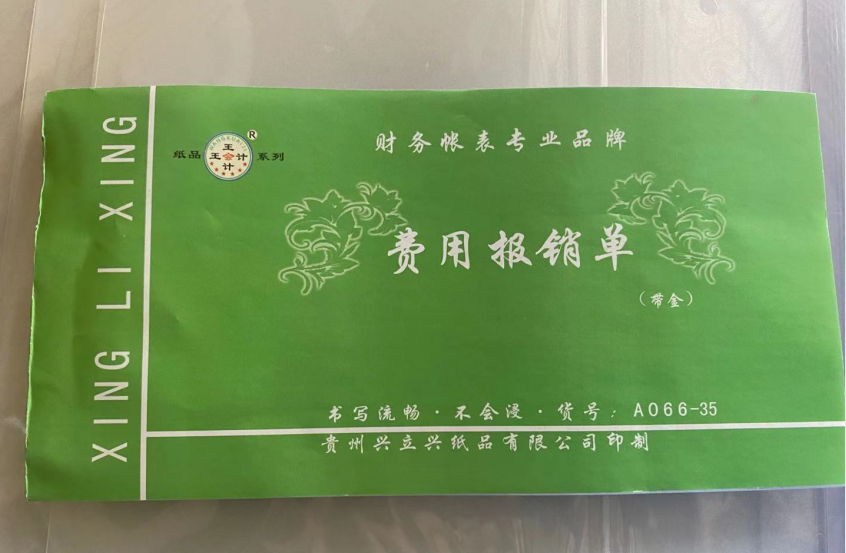 XING LI XING
纸品 王会计 系列
R
财务帐表专业品牌
费用报销单
（带金）
书写流畅·不会浸·货号：A066-35
贵州兴立兴纸品有限公司印制